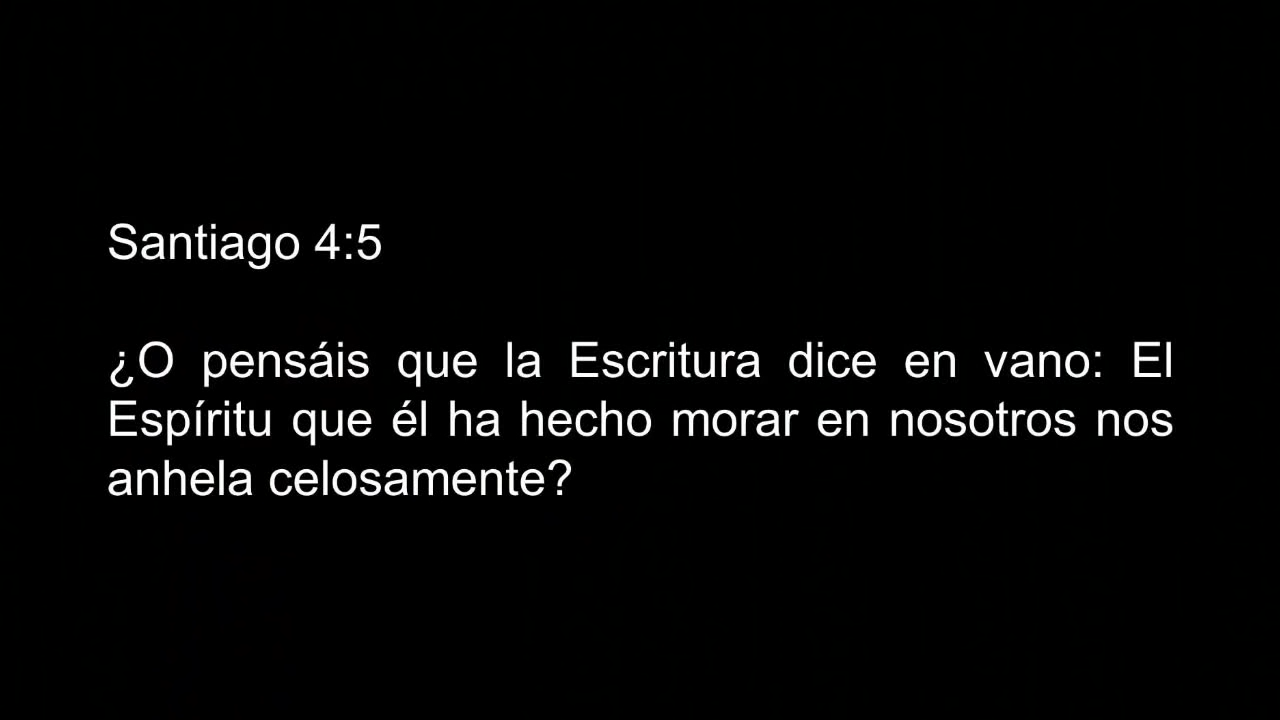 Santiago 4:5
¿O pensáis que la Escritura dice en vano: El
Espíritu que él ha hecho morar en nosotros nos
anhela celosamente?